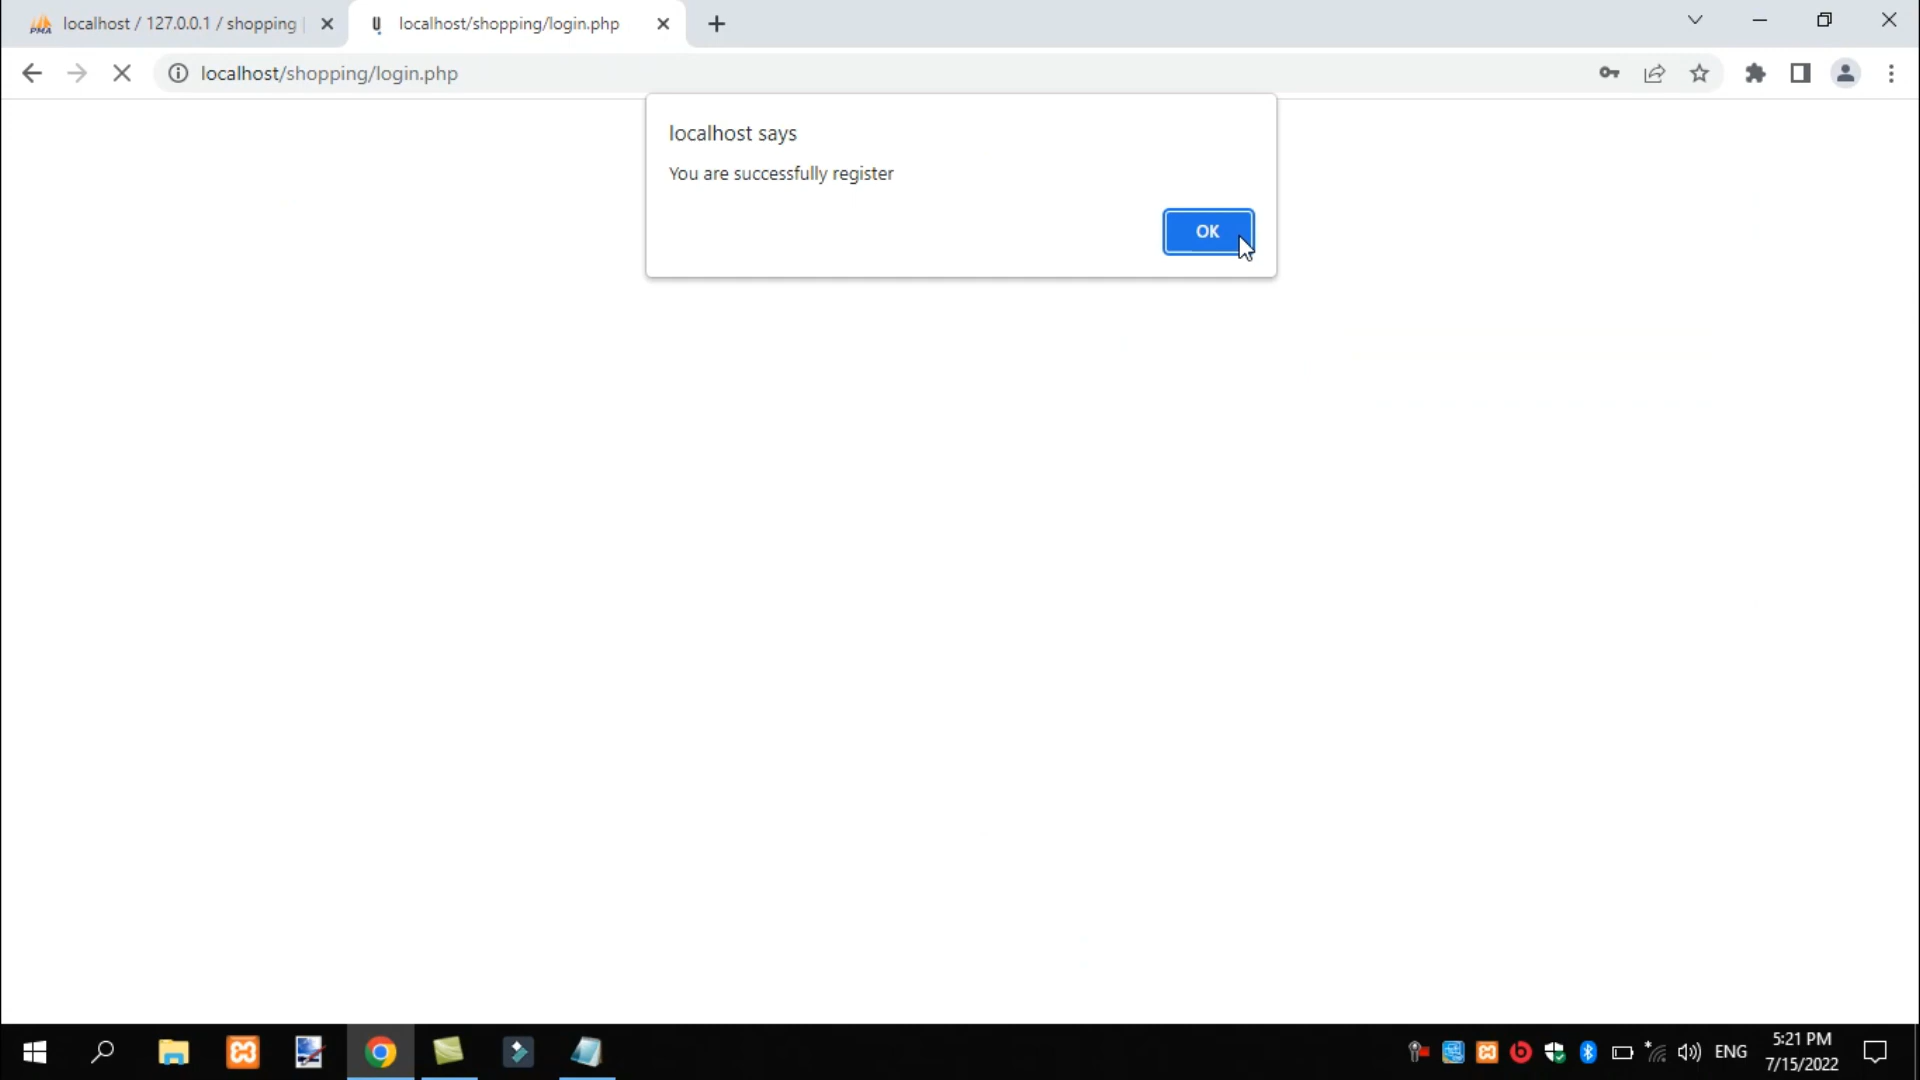 localhost / 127.0.0.1 / shopping
localhost/shopping/login.php
localhost/shopping/login.php
localhost says
You are successfully register
OK
ENG
5:21 PM
7/15/2022